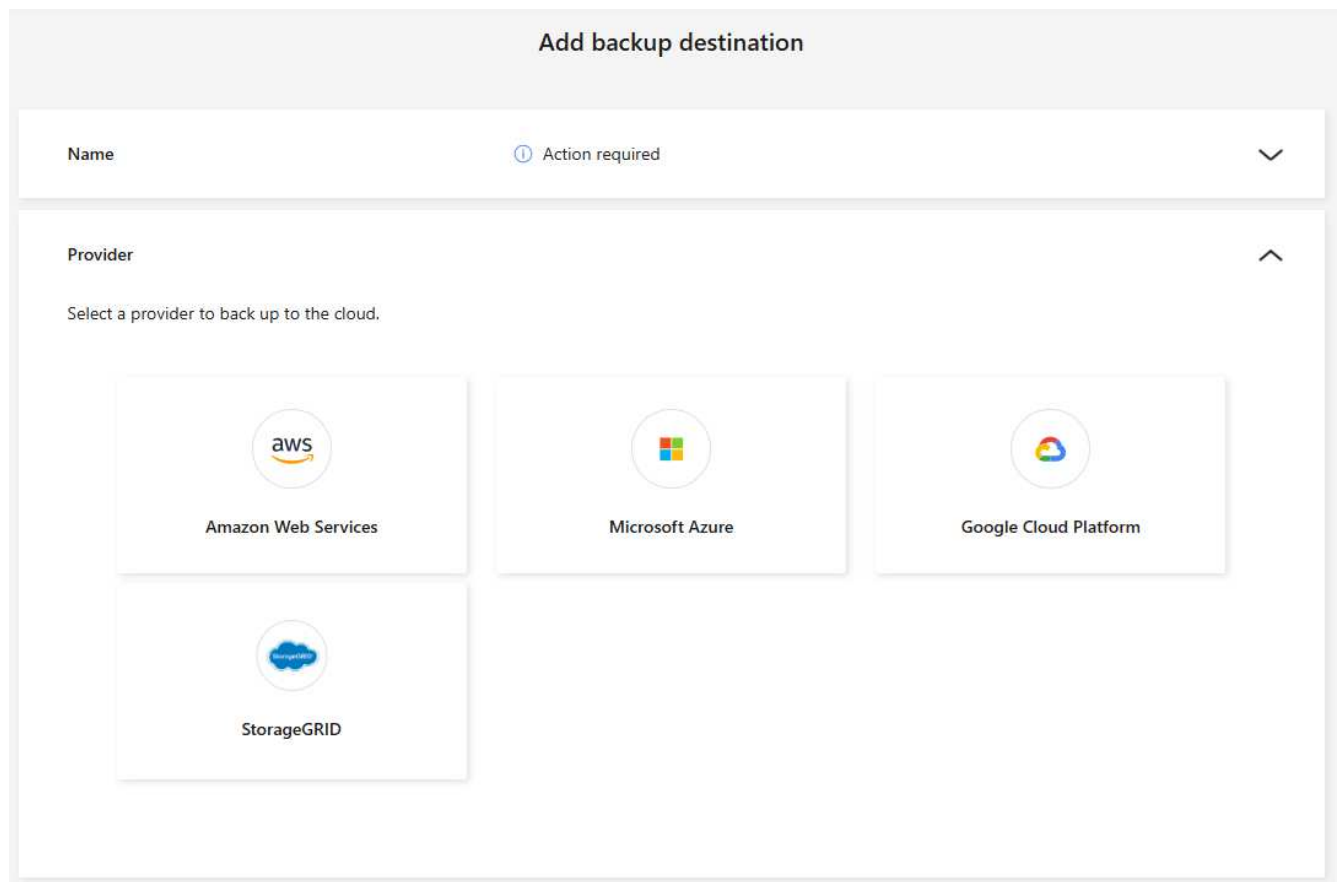 Add backup destination
Name
Action required
Provider
Select a provider to back up to the cloud.
aws
Amazon Web Services
Microsoft Azure
Google Cloud Platform
StorageGRID
StorageGRID